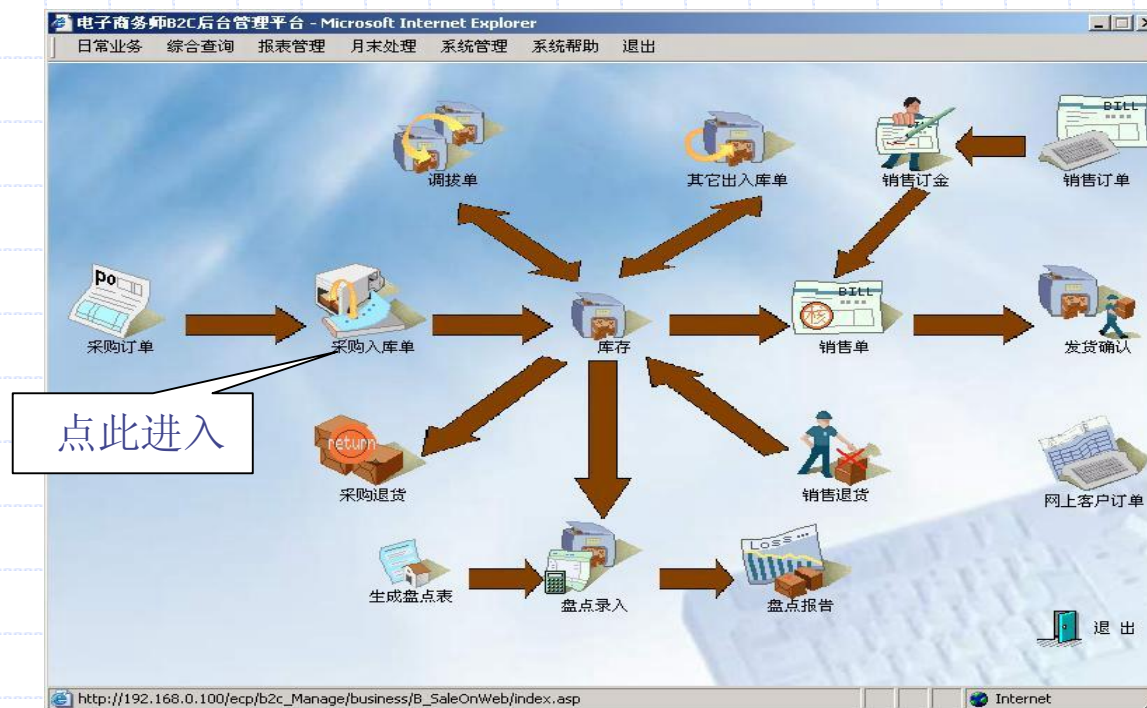 电子商务师B2C后台管理平台 - Microsoft Internet Explorer
日常业务 综合查询 报表管理 月末处理 系统管理 系统帮助 退出
BILL
调拔单 其它出入库单 销售订金 销售订单
PO
BILL
核
采购订单 采购入库单 库存 销售单 发货确认
点此进入
return
采购退货 销售退货 网上客户订单
LOSS
生成盘点表 盘点录入 盘点报告
退 出
http://192.168.0.100/ecp/b2c_Manage/business/B_SaleOnWeb/index.asp Internet